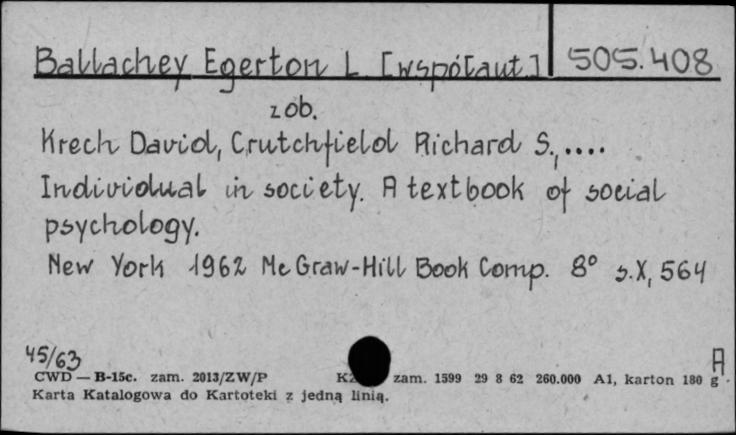 Ballachey Egerton L. [współaut.] 505.408
zob.
Krech David, Crutchfield Richard S., ....
Individual in society. A textbook of social
psychology.
New York 1962 Mc Graw-Hill Book Comp. 8° s.X, 564
45/63
A
CWD — B-15c. zam. 2013/ZW/P zam. 1599 29 8 62 260.000 A1, karton 180 g.
Karta Katalogowa do Kartoteki z jedną linią.